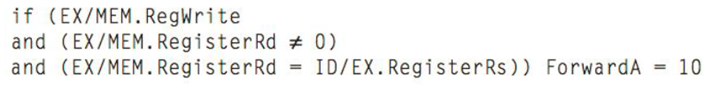 if (EX/MEM.RegWrite
and (EX/MEM.RegisterRd ≠ 0)
and (EX/MEM.RegisterRd = ID/EX.RegisterRs)) ForwardA = 10